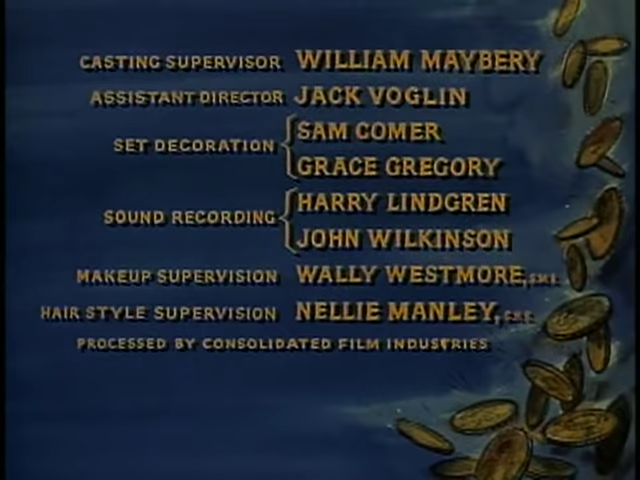 CASTING SUPERVISOR WILLIAM MAYBERY
ASSISTANT DIRECTOR JACK VOGLIN
SET DECORATION SAM COMER
GRACE GREGORY
SOUND RECORDING HARRY LINDGREN
JOHN WILKINSON
MAKEUP SUPERVISION WALLY WESTMORE,
HAIR STYLE SUPERVISION NELLIE MANLEY,
PROCESSED BY CONSOLIDATED FILM INDUSTRIES